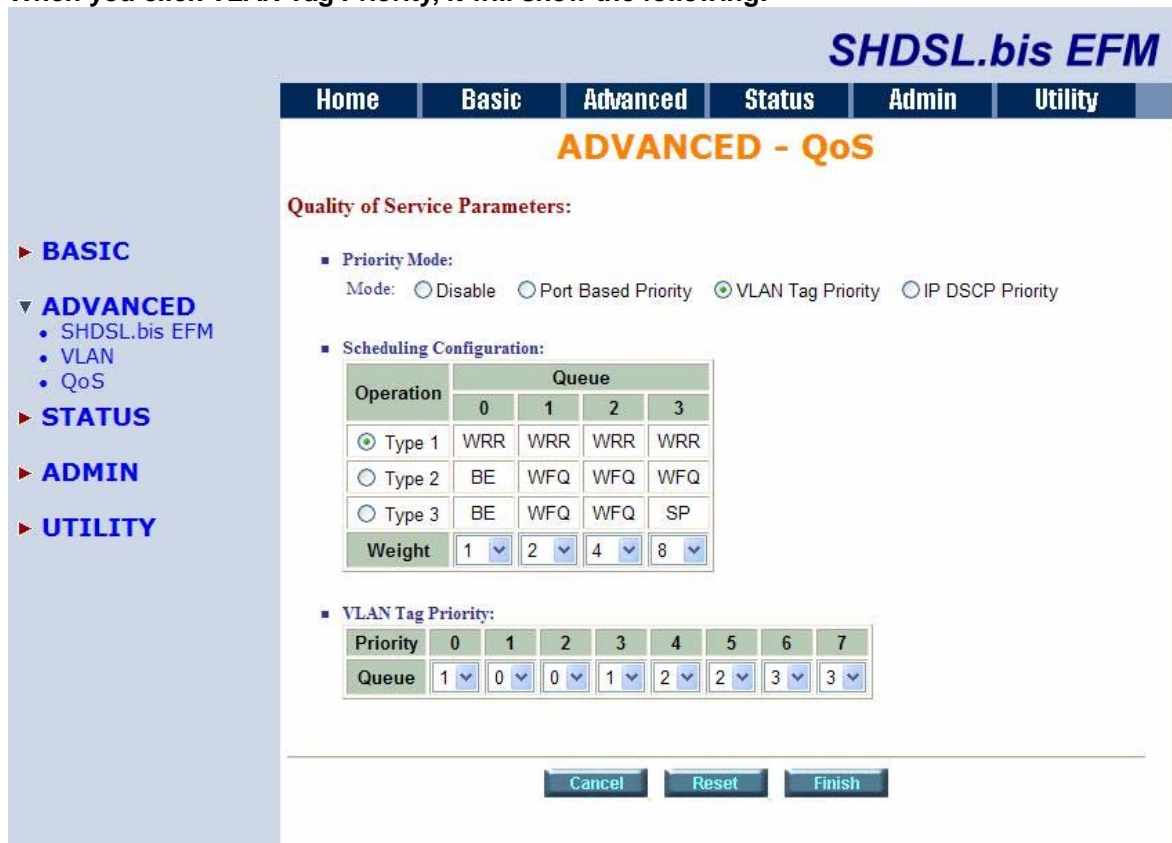 When you click VLAN Tag Priority, it will show the following:
SHDSL.bis EFM
Home Basic Advanced Status Admin Utility
ADVANCED - QoS
Quality of Service Parameters:
BASIC
ADVANCED
SHDSL.bis EFM
VLAN
QoS
STATUS
ADMIN
UTILITY
Priority Mode:
Mode: Disable Port Based Priority VLAN Tag Priority IP DSCP Priority
Scheduling Configuration:
Operation Queue
0 1 2 3
Type 1 WRR WRR WRR WRR
Type 2 BE WFQ WFQ WFQ
Type 3 BE WFQ WFQ SP
Weight 1 2 4 8
VLAN Tag Priority:
Priority 0 1 2 3 4 5 6 7
Queue 1 0 0 1 2 2 3 3
Cancel Reset Finish